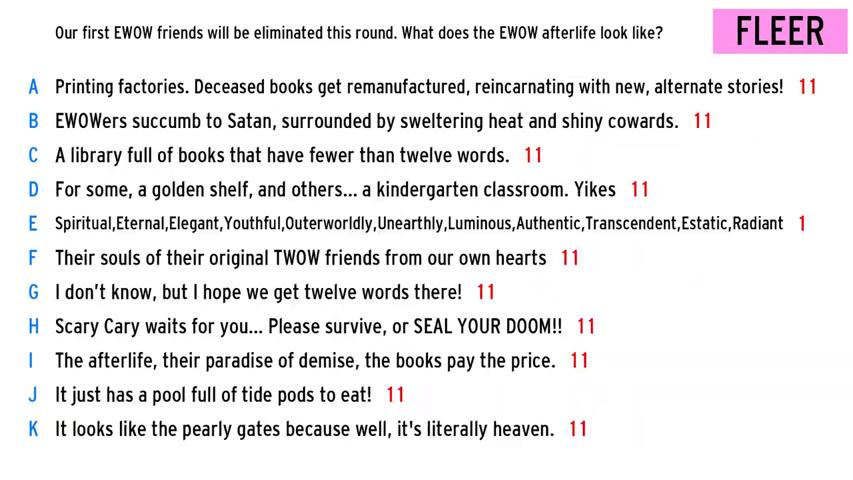 Our first EWOW friends will be eliminated this round. What does the EWOW afterlife look like?
FLEER
A Printing factories. Deceased books get remanufactured, reincarnating with new, alternate stories! 11
B EWOWers succumb to Satan, surrounded by sweltering heat and shiny cowards. 11
C A library full of books that have fewer than twelve words. 11
D For some, a golden shelf, and others... a kindergarten classroom. Yikes 11
E Spiritual,Eternal,Elegant,Youthful,Outerworldly,Unearthly,Luminous,Authentic,Transcendent,Estatic,Radiant 1
F Their souls of their original TWOW friends from our own hearts 11
G I don't know, but I hope we get twelve words there! 11
H Scary Cary waits for you... Please survive, or SEAL YOUR DOOM!! 11
I The afterlife, their paradise of demise, the books pay the price. 11
J It just has a pool full of tide pods to eat! 11
K It looks like the pearly gates because well, it's literally heaven. 11